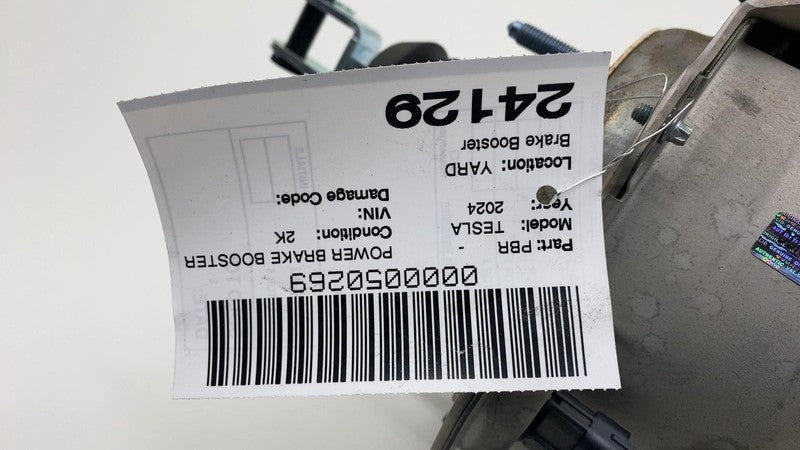 0000050269
Part: PBR - POWER BRAKE BOOSTER
Model: TESLA Condition: 2K
Year: 2024 VIN:
Damage Code:
Location: YARD
Brake Booster
24129